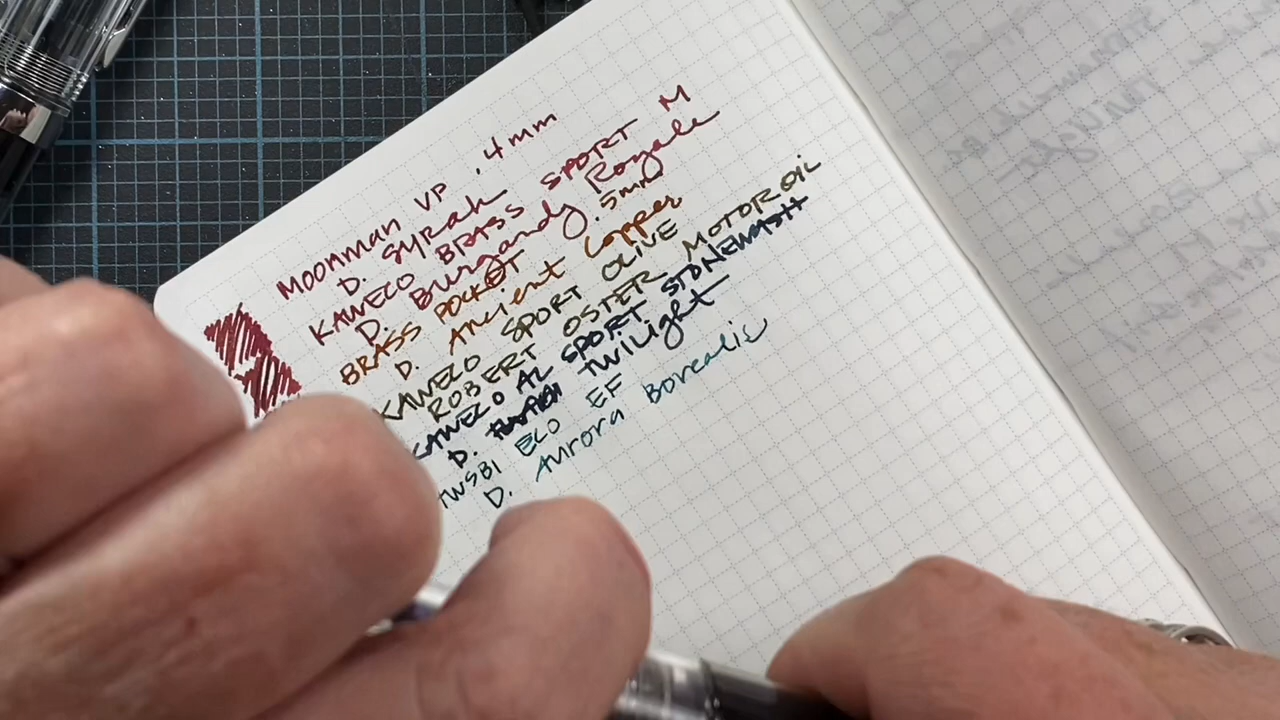 MOONMAN VP .4mm
D. SYRAH
KAWECO BRASS SPORT M
D. Burgandy Royale
BRASS POCKET .5mm
D. Ancient Copper
KAWECO SPORT OLIVE
ROBERT OSTER MOTOR OIL
KAWECO AL SPORT STONEWASH
D. TWILIGHT
TWSBI ECO EF
D. Aurora Borealis